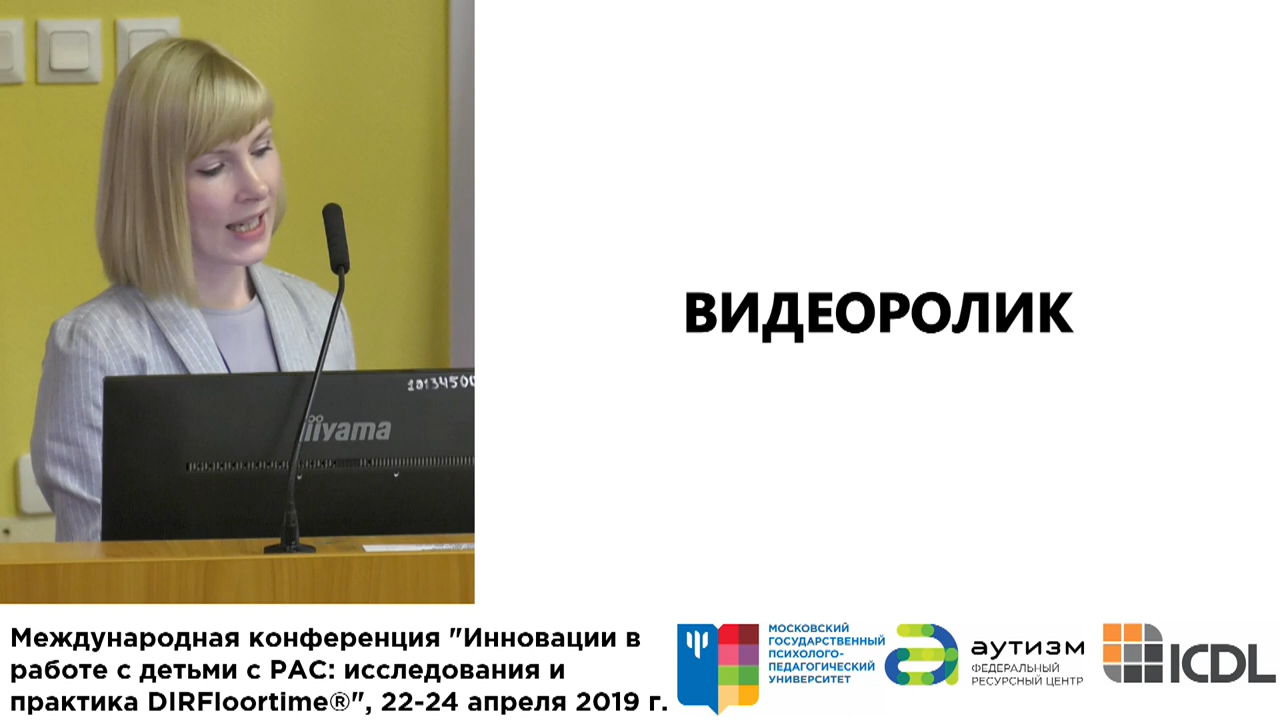 ВИДЕОРОЛИК
iiyama
Международная конференция "Инновации в
работе с детьми с РАС: исследования и
практика DIRFloortime®", 22-24 апреля 2019 г.
МОСКОВСКИЙ
ГОСУДАРСТВЕННЫЙ
ПСИХОЛОГО-
ПЕДАГОГИЧЕСКИЙ
УНИВЕРСИТЕТ
аутизм
ФЕДЕРАЛЬНЫЙ
РЕСУРСНЫЙ ЦЕНТР
ICDL